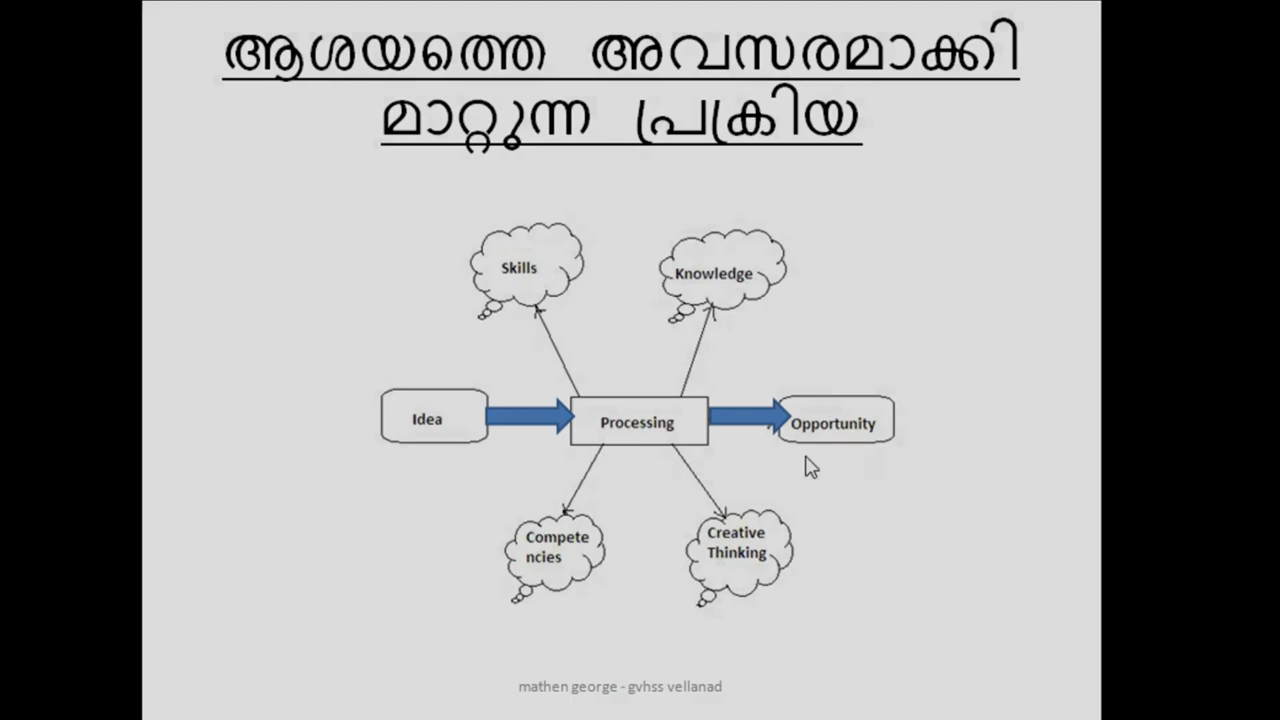 ആശയത്തെ അവസരമാക്കി
മാറ്റുന്ന പ്രക്രിയ
Skills
Knowledge
Idea
Processing
Opportunity
Compete
ncies
Creative
Thinking
mathen george - gvhss vellanad